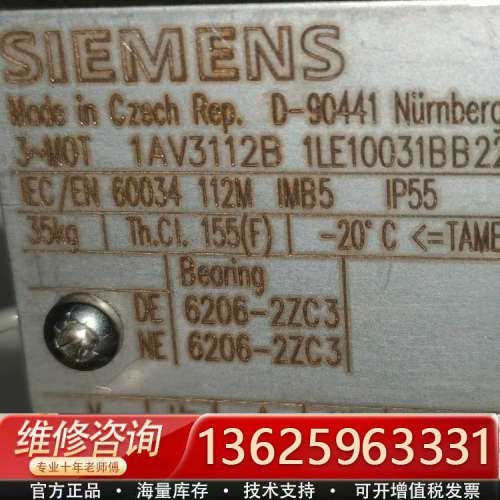 SIEMENS
Made in Czech Rep. D-90441 Nürnberg
3~MOT 1AV3112B 1LE10031BB22
IEC/EN 60034 112M IMB5 IP55
35kg Th.Cl. 155(F) -20°C <=TAMB
Bearing
DE 6206-2ZC3
NE 6206-2ZC3
维修咨询
专业十年老师傅
13625963331
官方正品 · 海量库存 · 技术支持 · 可开增值税发票